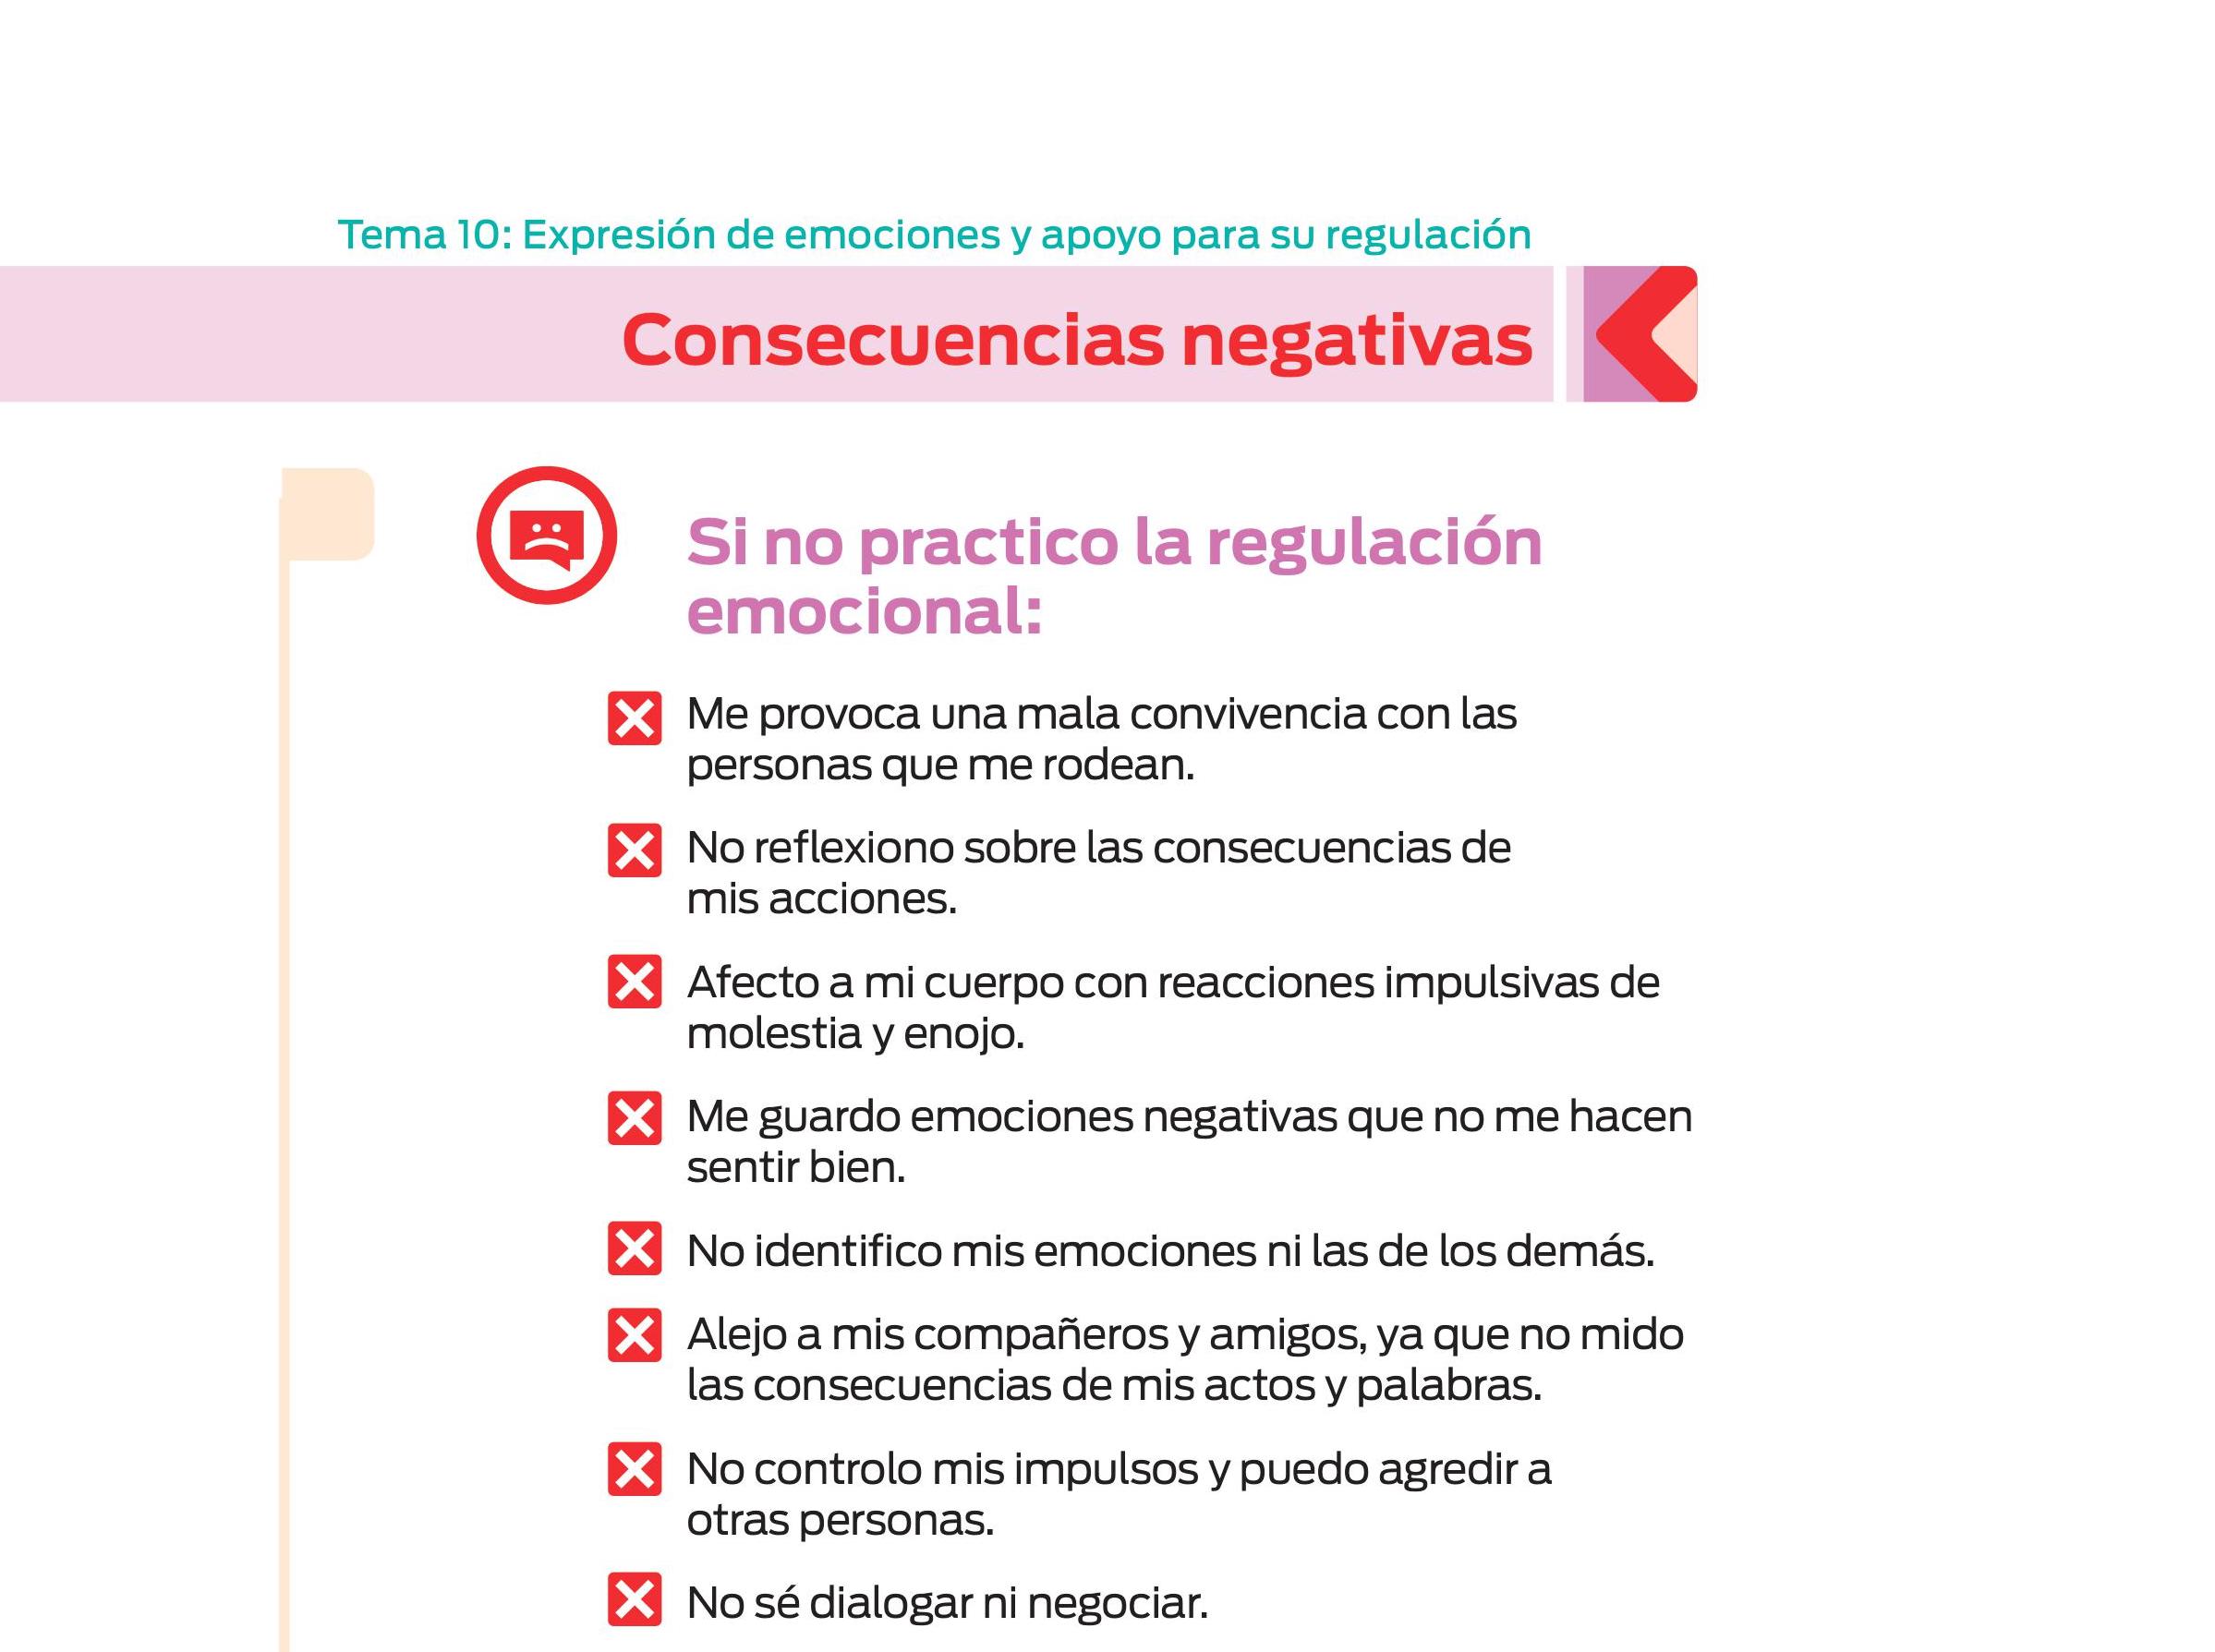 Tema 10: Expresión de emociones y apoyo para su regulación
Consecuencias negativas
Si no practico la regulación
emocional:
Me provoca una mala convivencia con las
personas que me rodean.
No reflexiono sobre las consecuencias de
mis acciones.
Afecto a mi cuerpo con reacciones impulsivas de
molestia y enojo.
Me guardo emociones negativas que no me hacen
sentir bien.
No identifico mis emociones ni las de los demás.
Alejo a mis compañeros y amigos, ya que no mido
las consecuencias de mis actos y palabras.
No controlo mis impulsos y puedo agredir a
otras personas.
No sé dialogar ni negociar.